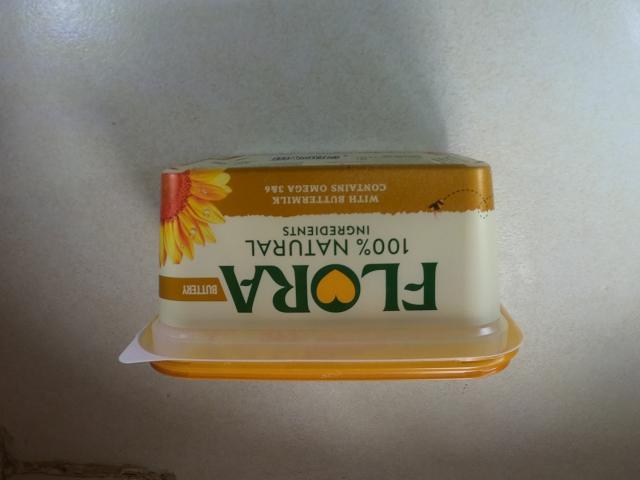 BUTTERY
FLORA
100% NATURAL
INGREDIENTS
WITH BUTTERMILK
CONTAINS OMEGA 3&6